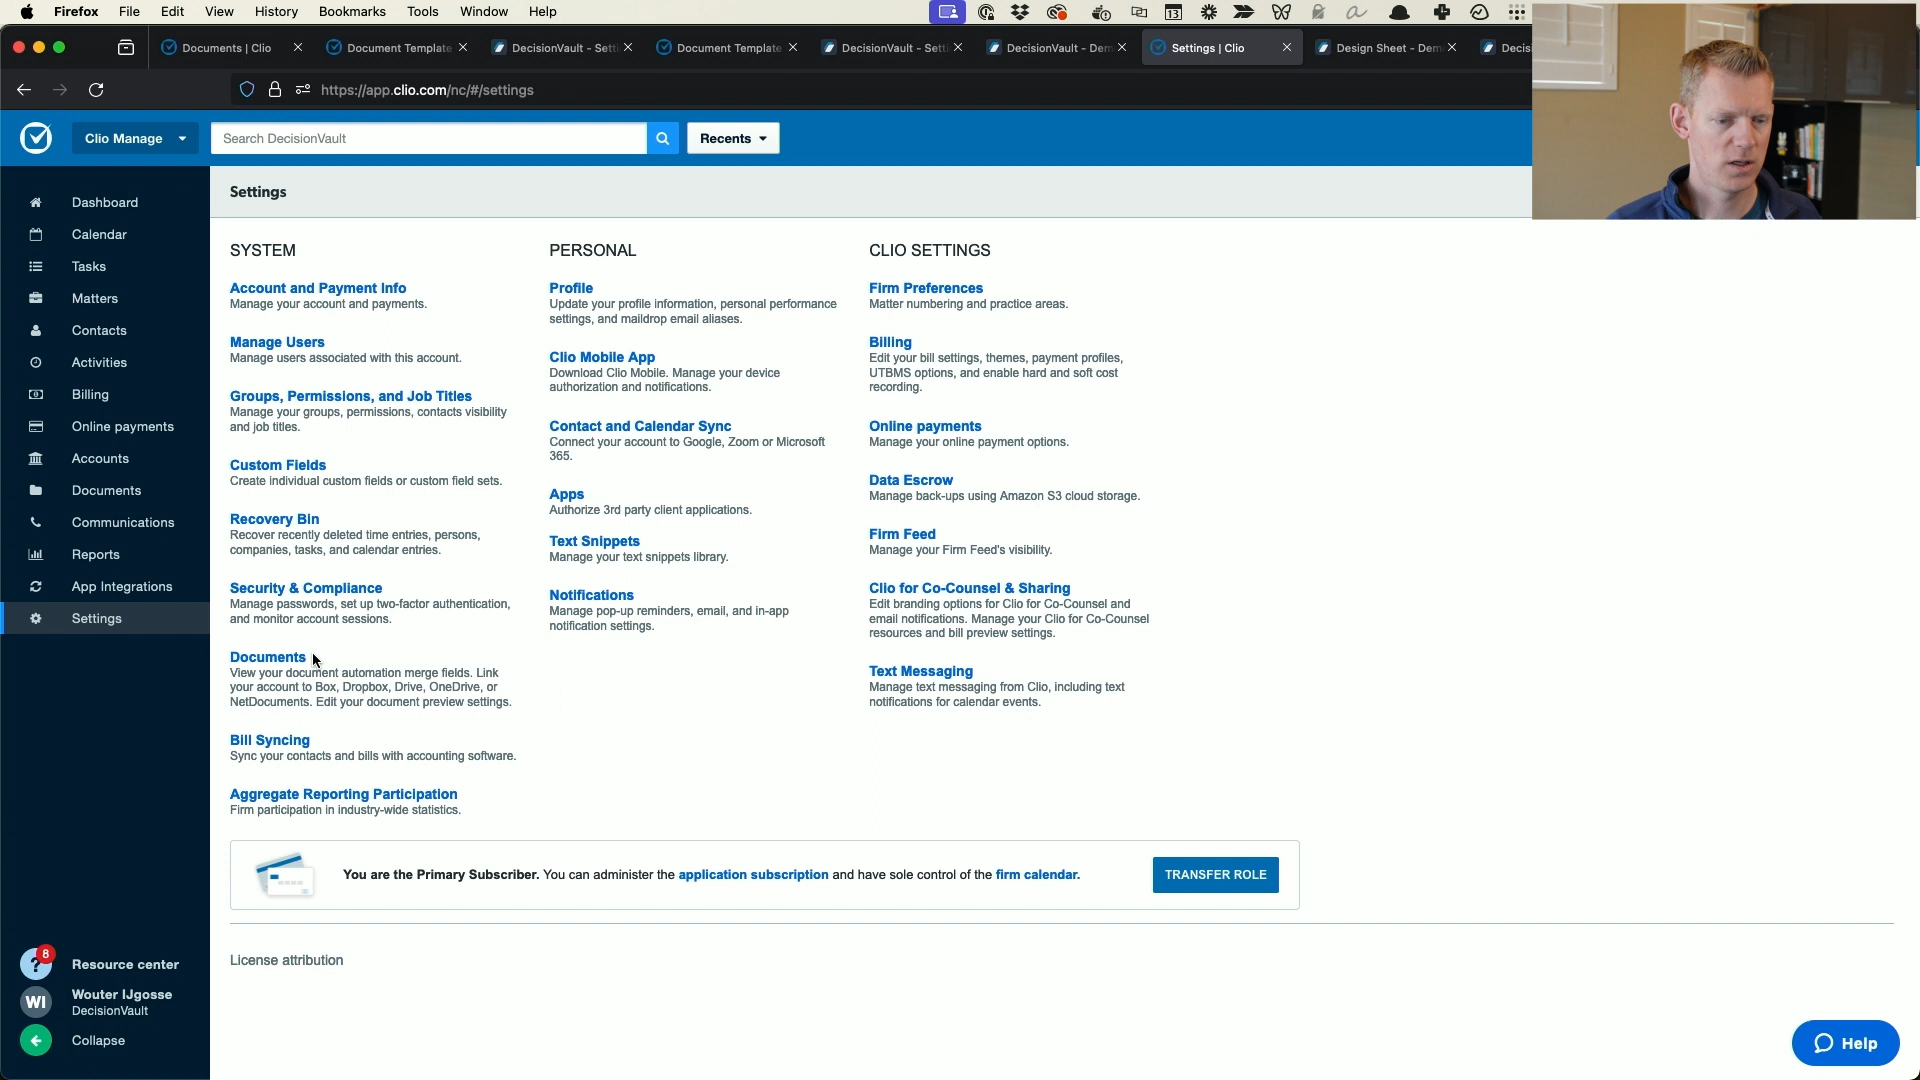 Firefox File Edit View History Bookmarks Tools Window Help
13
Documents | Clio
Document Template
DecisionVault - Setti
Document Template
DecisionVault - Setti
DecisionVault - Dem
Settings | Clio
Design Sheet - Dem
Decis
https://app.clio.com/nc/#/settings
Clio Manage
Search DecisionVault
Recents
Dashboard
Calendar
Tasks
Matters
Contacts
Activities
Billing
Online payments
Accounts
Documents
Communications
Reports
App Integrations
Settings
8
?
Resource center
WI
Wouter IJgosse
DecisionVault
Collapse
Settings
SYSTEM
Account and Payment Info
Manage your account and payments.
Manage Users
Manage users associated with this account.
Groups, Permissions, and Job Titles
Manage your groups, permissions, contacts visibility
and job titles.
Custom Fields
Create individual custom fields or custom field sets.
Recovery Bin
Recover recently deleted time entries, persons,
companies, tasks, and calendar entries.
Security & Compliance
Manage passwords, set up two-factor authentication,
and monitor account sessions.
Documents
View your document automation merge fields. Link
your account to Box, Dropbox, Drive, OneDrive, or
NetDocuments. Edit your document preview settings.
Bill Syncing
Sync your contacts and bills with accounting software.
Aggregate Reporting Participation
Firm participation in industry-wide statistics.
PERSONAL
Profile
Update your profile information, personal performance
settings, and maildrop email aliases.
Clio Mobile App
Download Clio Mobile. Manage your device
authorization and notifications.
Contact and Calendar Sync
Connect your account to Google, Zoom or Microsoft
365.
Apps
Authorize 3rd party client applications.
Text Snippets
Manage your text snippets library.
Notifications
Manage pop-up reminders, email, and in-app
notification settings.
CLIO SETTINGS
Firm Preferences
Matter numbering and practice areas.
Billing
Edit your bill settings, themes, payment profiles,
UTBMS options, and enable hard and soft cost
recording.
Online payments
Manage your online payment options.
Data Escrow
Manage back-ups using Amazon S3 cloud storage.
Firm Feed
Manage your Firm Feed's visibility.
Clio for Co-Counsel & Sharing
Edit branding options for Clio for Co-Counsel and
email notifications. Manage your Clio for Co-Counsel
resources and bill preview settings.
Text Messaging
Manage text messaging from Clio, including text
notifications for calendar events.
You are the Primary Subscriber. You can administer the application subscription and have sole control of the firm calendar.
TRANSFER ROLE
License attribution
Help